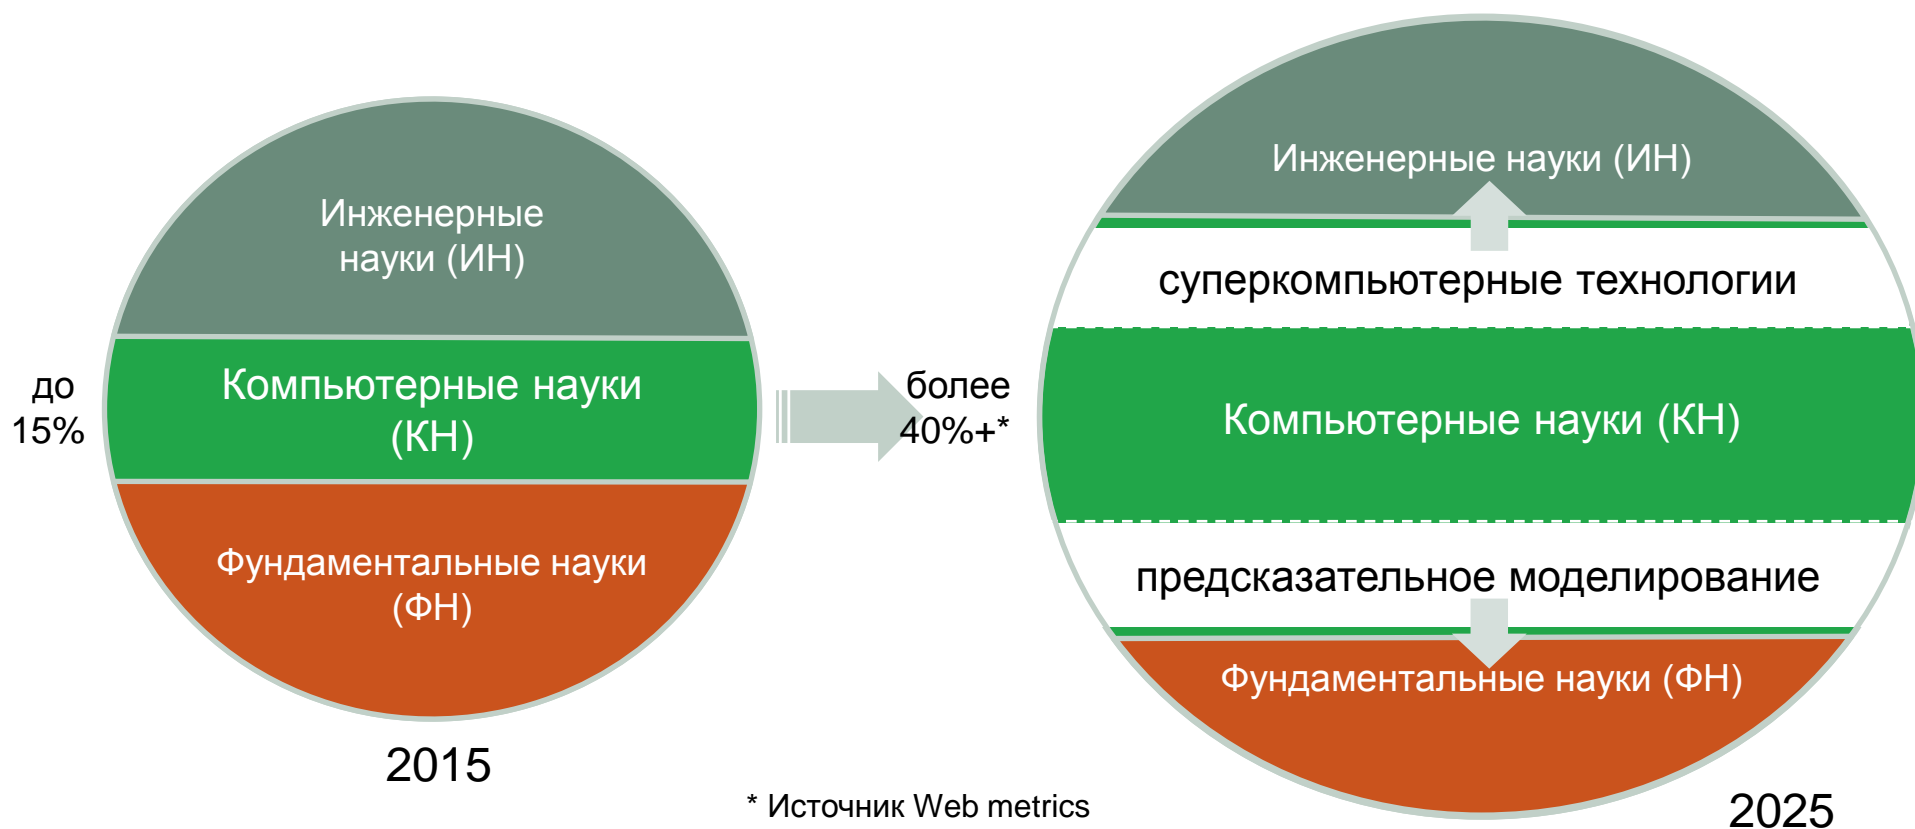 Инженерные
науки (ИН)
до
15%
Компьютерные науки
(КН)
Фундаментальные науки
(ФН)
2015
более
40%+*
Инженерные науки (ИН)
суперкомпьютерные технологии
Компьютерные науки (КН)
предсказательное моделирование
Фундаментальные науки (ФН)
2025
* Источник Web metrics